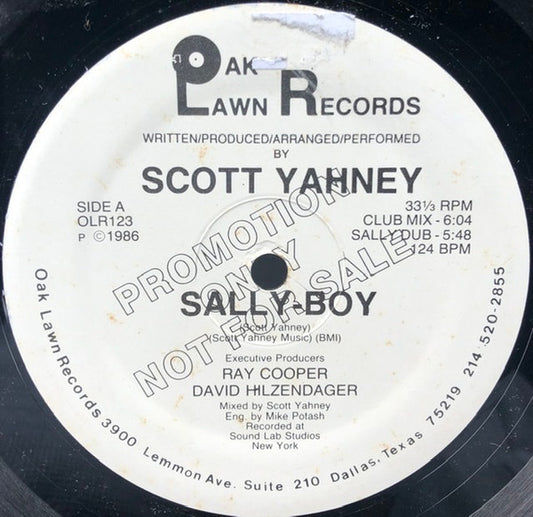 OAK
LAWN RECORDS
WRITTEN/PRODUCED/ARRANGED/PERFORMED
BY
SCOTT YAHNEY
SIDE A
OLR123
P ©1986
33⅓ RPM
CLUB MIX - 6:04
SALLY DUB - 5:48
124 BPM
PROMOTION
ONLY
NOT FOR SALE
SALLY-BOY
(Scott Yahney)
(Scott Yahney Music) (BMI)
Executive Producers
RAY COOPER
DAVID HILZENDAGER
Mixed by Scott Yahney
Eng. by Mike Potash
Recorded at
Sound Lab Studios
New York
Oak Lawn Records 3900 Lemmon Ave. Suite 210 Dallas, Texas 75219 214-520-2855